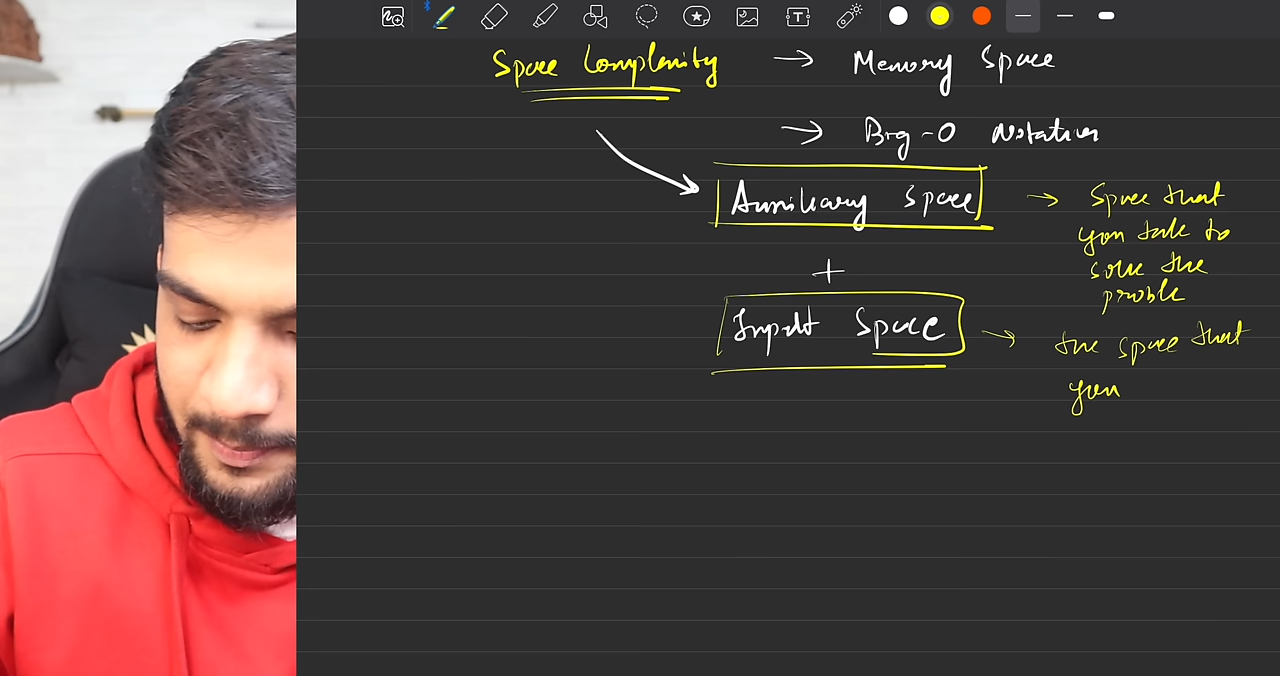 Space Complexity → Memory Space
→ Big-O Notation
Auxiliary Space → Space that
you take to
solve the
proble
+
Input Space → the space that
you